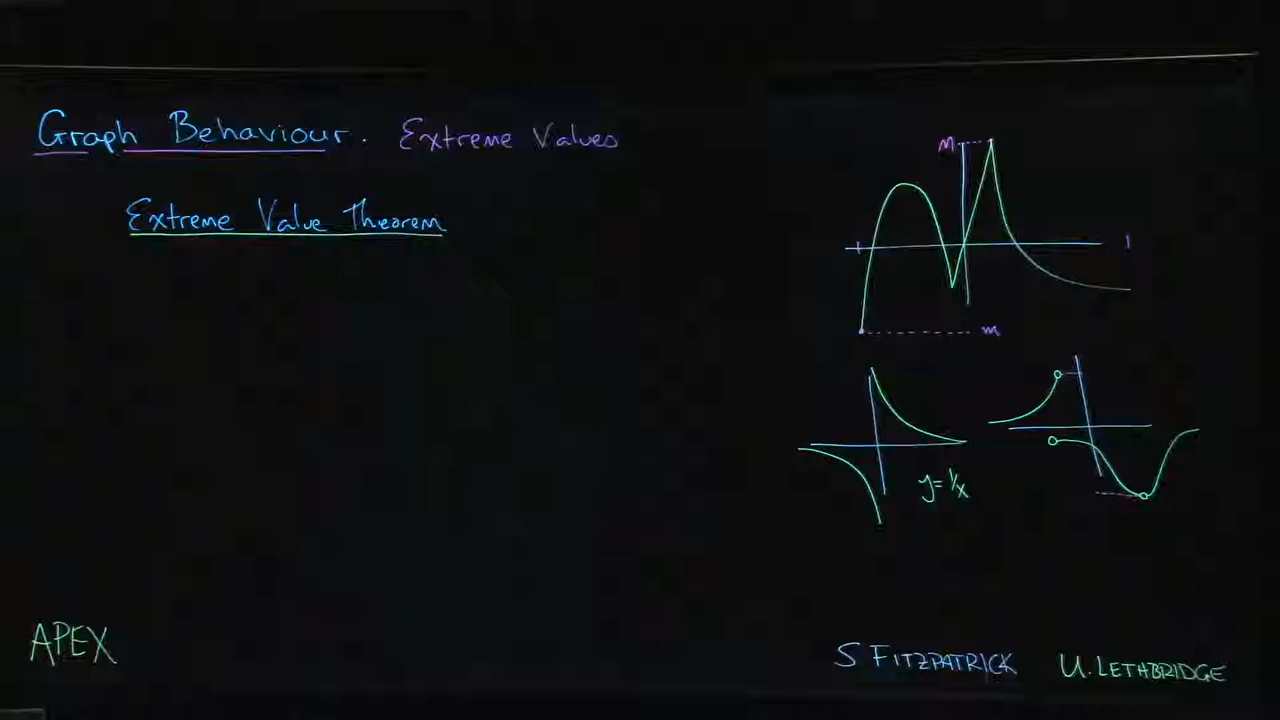 Graph Behaviour. Extreme Values
Extreme Value Theorem
M
m
y=1/x
APEX
S FITZPATRICK U. LETHBRIDGE